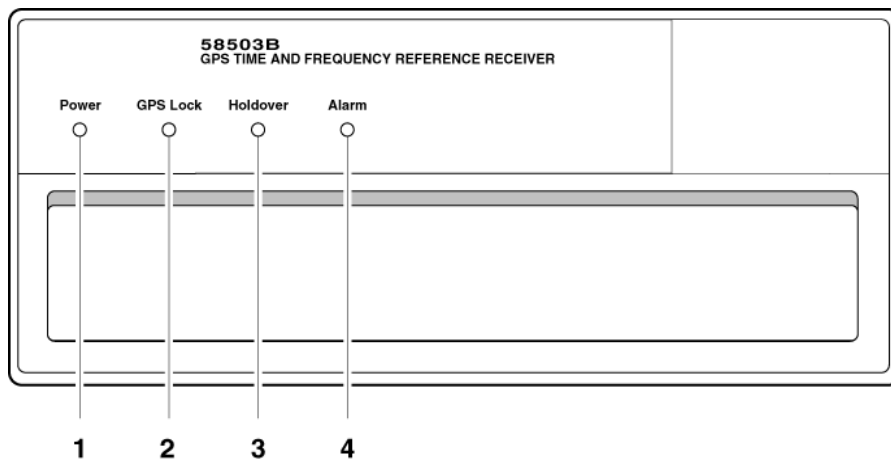 58503B
GPS TIME AND FREQUENCY REFERENCE RECEIVER
Power GPS Lock Holdover Alarm
1 2 3 4